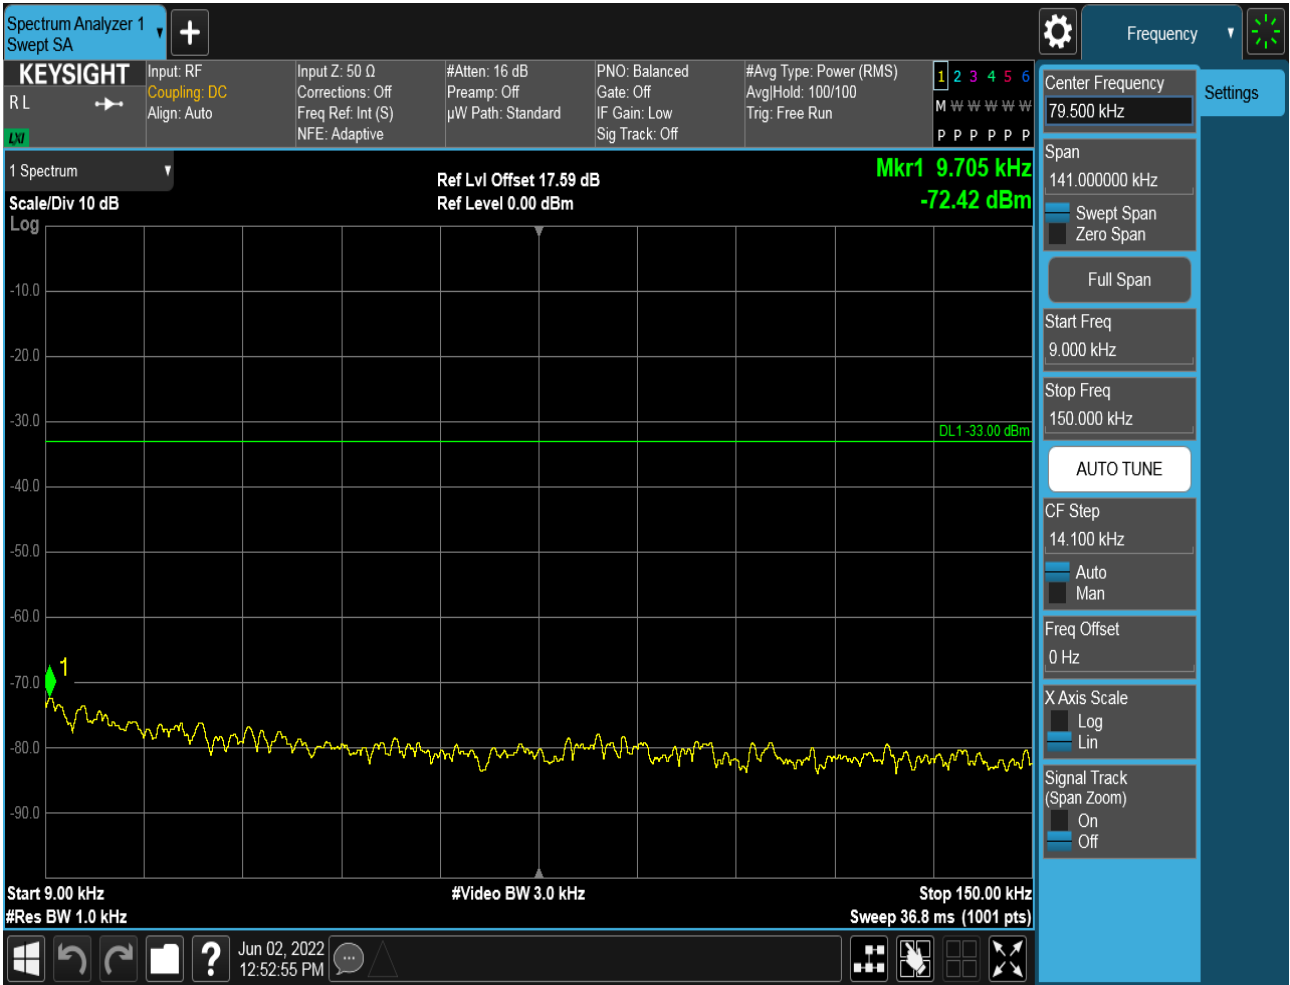 Spectrum Analyzer 1
Swept SA
+
Frequency
KEYSIGHT
R L
LXI
Input: RF
Coupling: DC
Align: Auto
Input Z: 50 Ω
Corrections: Off
Freq Ref: Int (S)
NFE: Adaptive
#Atten: 16 dB
Preamp: Off
µW Path: Standard
PNO: Balanced
Gate: Off
IF Gain: Low
Sig Track: Off
#Avg Type: Power (RMS)
Avg|Hold: 100/100
Trig: Free Run
1 2 3 4 5 6
M W W W W W
P P P P P P
1 Spectrum
Scale/Div 10 dB
Log
Ref Lvl Offset 17.59 dB
Ref Level 0.00 dBm
Mkr1 9.705 kHz
-72.42 dBm
-10.0
-20.0
-30.0
DL1 -33.00 dBm
-40.0
-50.0
-60.0
1
-70.0
-80.0
-90.0
Start 9.00 kHz
#Res BW 1.0 kHz
#Video BW 3.0 kHz
Stop 150.00 kHz
Sweep 36.8 ms (1001 pts)
Center Frequency
79.500 kHz
Settings
Span
141.000000 kHz
Swept Span
Zero Span
Full Span
Start Freq
9.000 kHz
Stop Freq
150.000 kHz
AUTO TUNE
CF Step
14.100 kHz
Auto
Man
Freq Offset
0 Hz
X Axis Scale
Log
Lin
Signal Track
(Span Zoom)
On
Off
?
Jun 02, 2022
12:52:55 PM